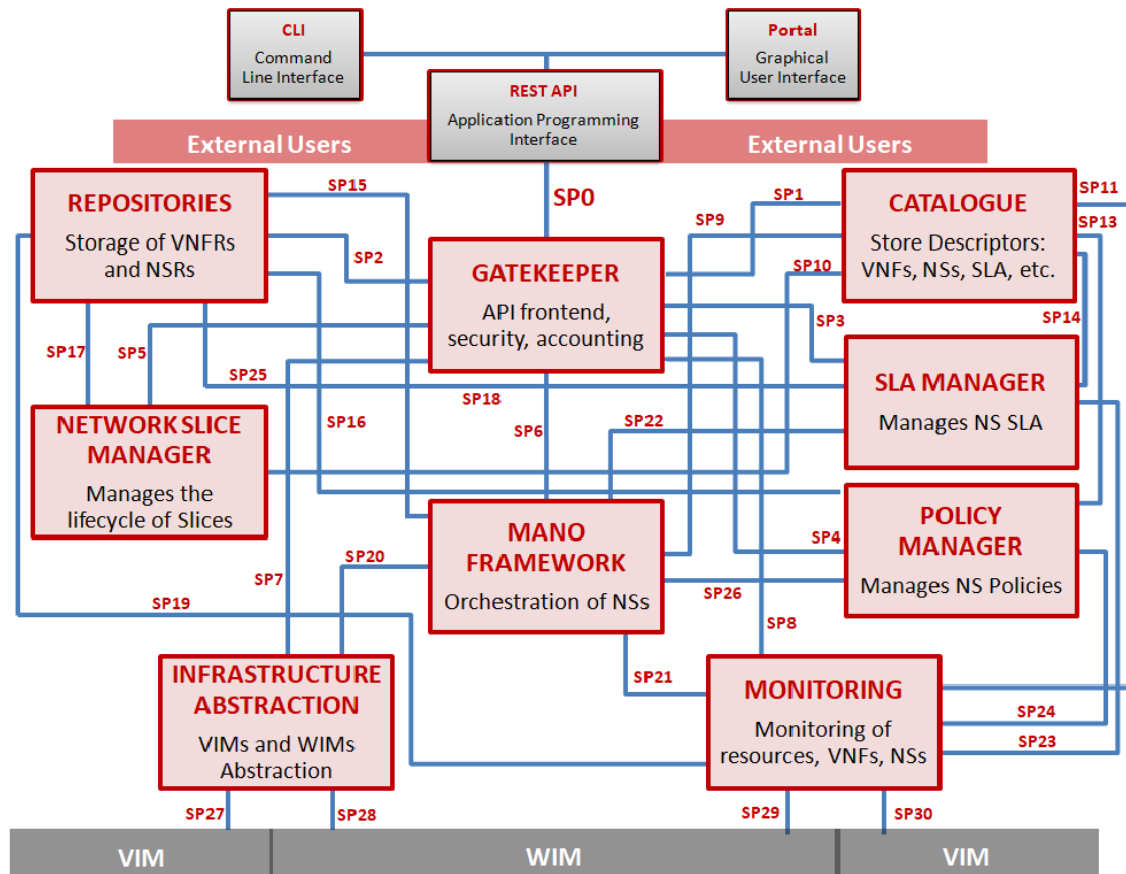 CLI
Command
Line Interface
Portal
Graphical
User Interface
REST API
Application Programming
Interface
External Users
External Users
SP15
SP0
SP1
SP11
REPOSITORIES
Storage of VNFRs
and NSRs
CATALOGUE
Store Descriptors:
VNFs, NSs, SLA, etc.
SP9
SP13
SP2
SP10
GATEKEEPER
API frontend,
security, accounting
SP3
SP14
SP17
SP5
SP25
SP18
SP16
SP6
SP22
SLA MANAGER
Manages NS SLA
NETWORK SLICE
MANAGER
Manages the
lifecycle of Slices
MANO
FRAMEWORK
Orchestration of NSs
POLICY
MANAGER
Manages NS Policies
SP4
SP20
SP7
SP26
SP19
SP8
SP21
INFRASTRUCTURE
ABSTRACTION
VIMs and WIMs
Abstraction
MONITORING
Monitoring of
resources, VNFs, NSs
SP24
SP23
SP27
SP28
SP29
SP30
VIM
WIM
VIM